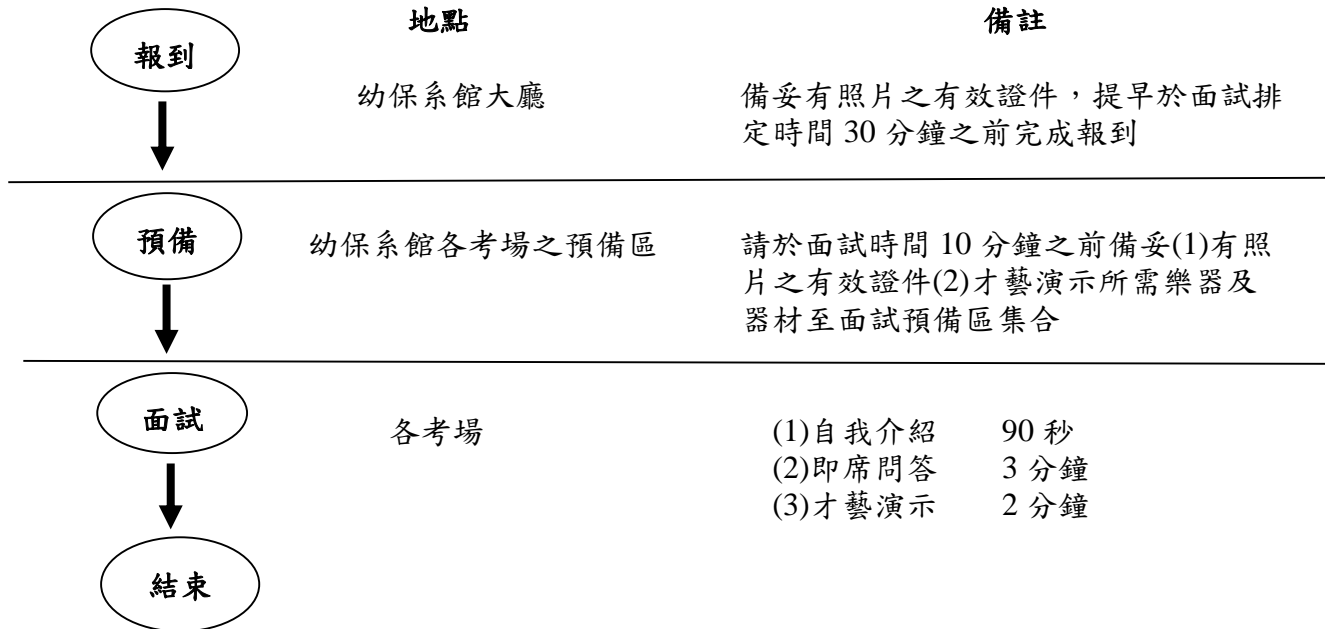 地點 備註
報到
幼保系館大廳 備妥有照片之有效證件，提早於面試排
定時間 30 分鐘之前完成報到
預備 幼保系館各考場之預備區 請於面試時間 10 分鐘之前備妥(1)有照
片之有效證件(2)才藝演示所需樂器及
器材至面試預備區集合
面試 各考場 (1)自我介紹 90 秒
(2)即席問答 3 分鐘
(3)才藝演示 2 分鐘
結束